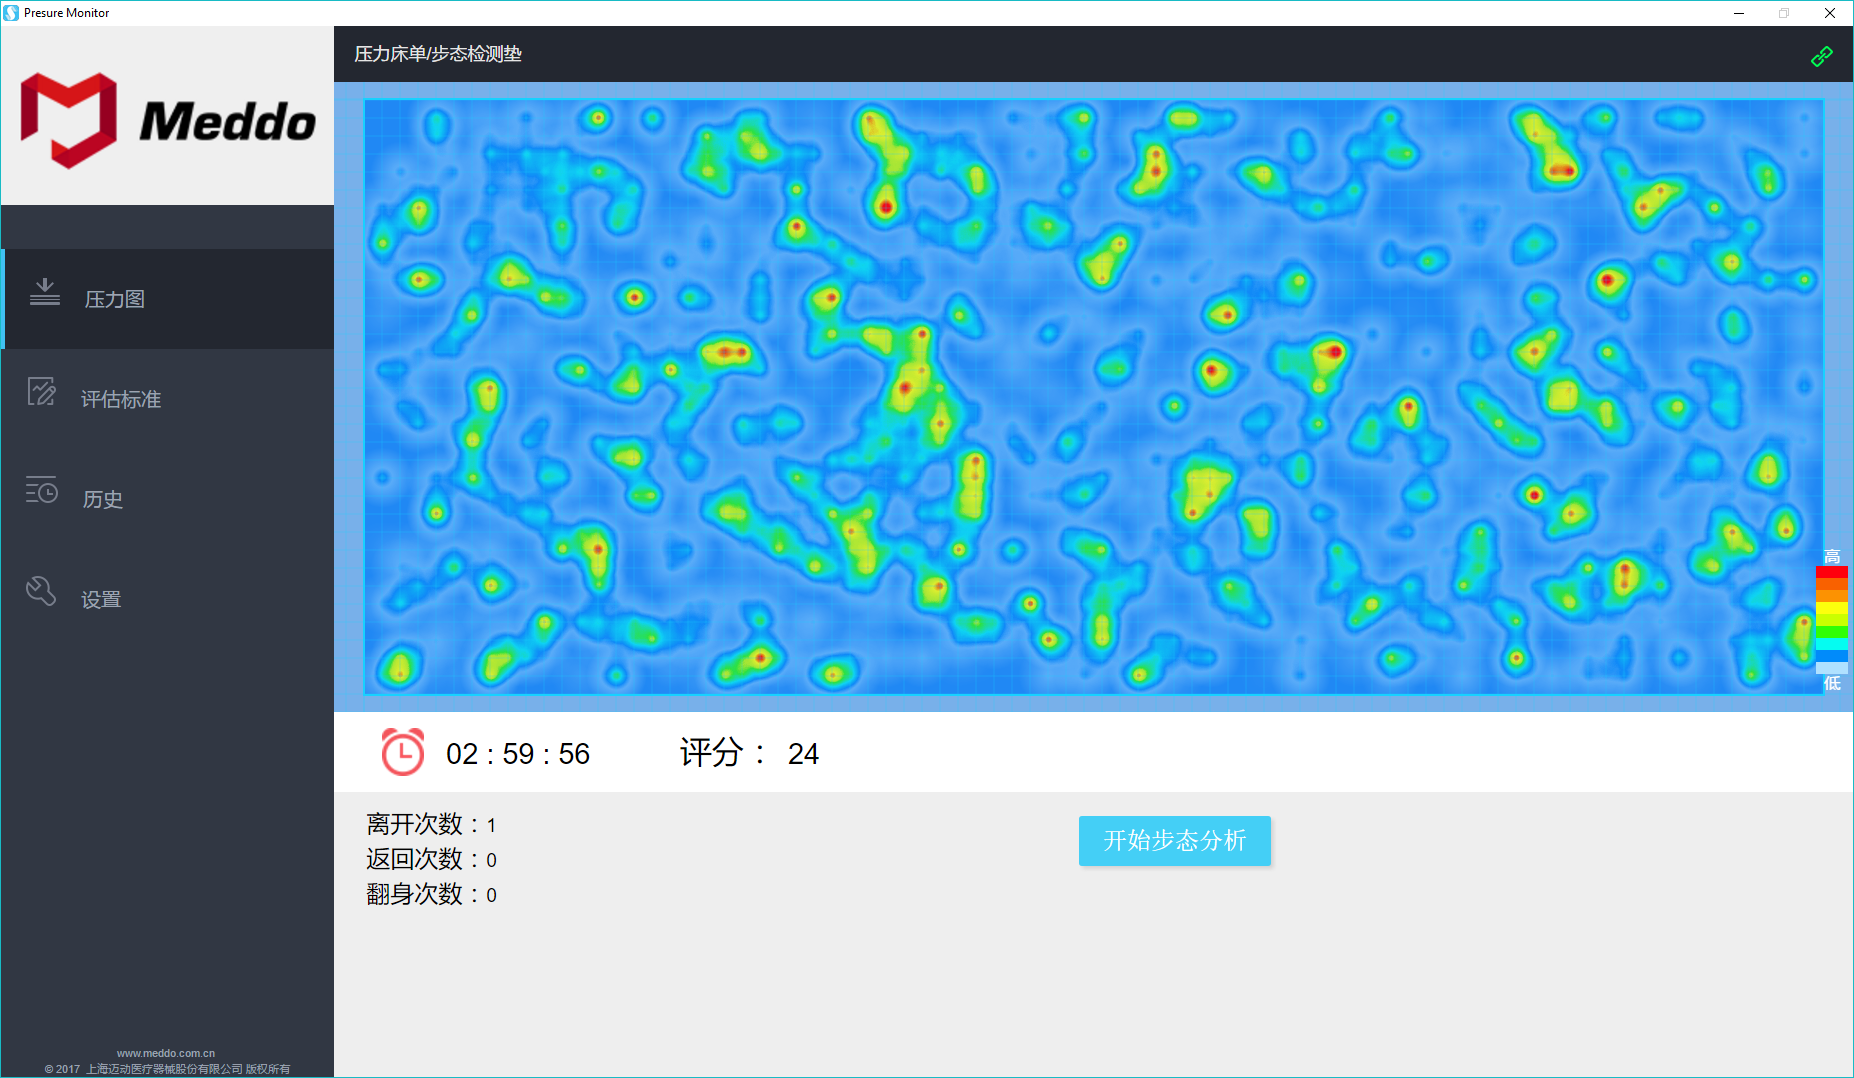 Presure Monitor
Meddo
压力床单/步态检测垫
压力图
评估标准
历史
设置
高
低
02 : 59 : 56
评分： 24
离开次数：1
返回次数：0
翻身次数：0
开始步态分析
www.meddo.com.cn
© 2017 上海迈动医疗器械股份有限公司 版权所有